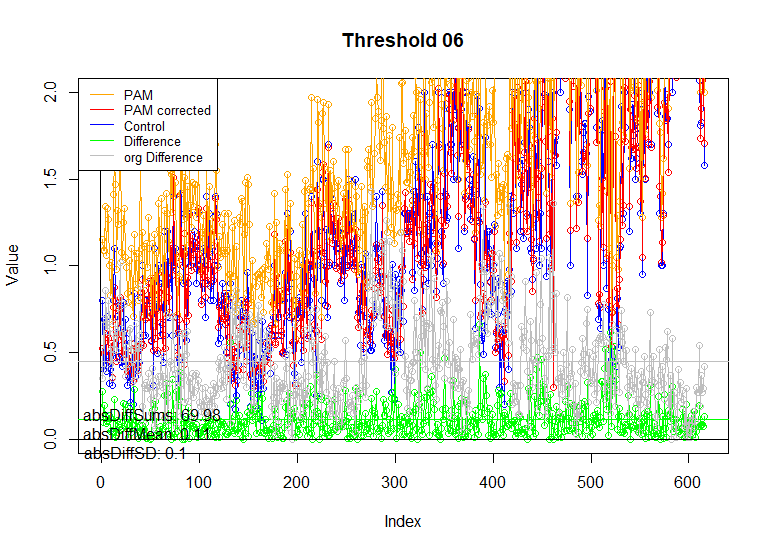 Threshold 06
PAM
PAM corrected
Control
Difference
org Difference
Value
2.0
1.5
1.0
0.5
0.0
absDiffSums: 69.98
absDiffMean: 0.11
absDiffSD: 0.1
0 100 200 300 400 500 600
Index